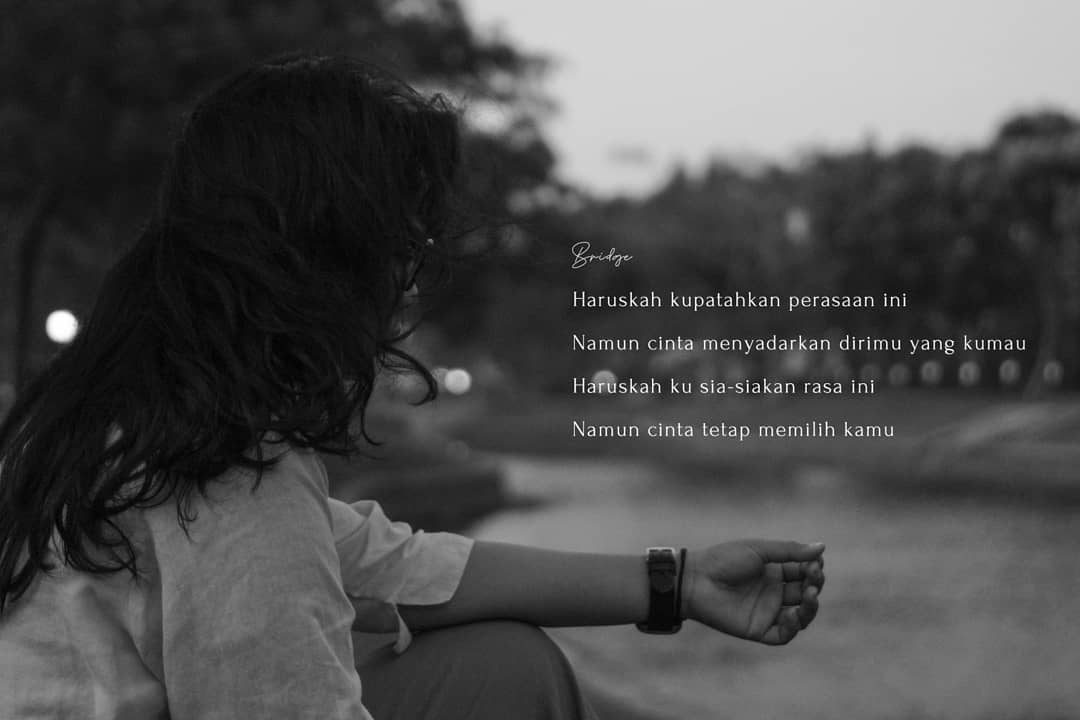 Bridge
Haruskah kupatahkan perasaan ini
Namun cinta menyadarkan dirimu yang kumau
Haruskah ku sia-siakan rasa ini
Namun cinta tetap memilih kamu